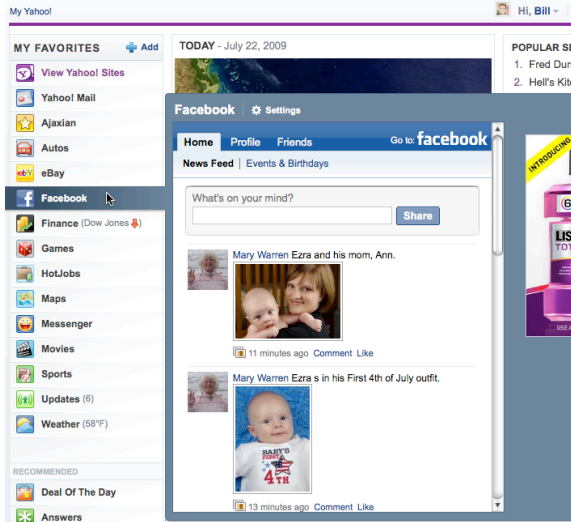 My Yahoo!
Hi, Bill
MY FAVORITES Add
View Yahoo! Sites
Yahoo! Mail
Ajaxian
Autos
eBay
Facebook
Finance (Dow Jones )
Games
HotJobs
Maps
Messenger
Movies
Sports
Updates (6)
Weather (58°F)
RECOMMENDED
Deal Of The Day
Answers
TODAY - July 22, 2009
Facebook Settings
Home Profile Friends Go to: facebook
News Feed | Events & Birthdays
What's on your mind?
Share
Mary Warren Ezra and his mom, Ann.
11 minutes ago Comment Like
Mary Warren Ezra s in his First 4th of July outfit.
BABY'S
FIRST
4TH
13 minutes ago Comment Like
POPULAR SE
1. Fred Dur
2. Hell's Kit
INTRODUCING
LIS
TOT
USE A